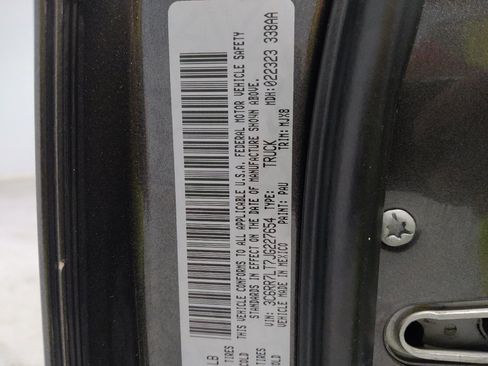 THIS VEHICLE CONFORMS TO ALL APPLICABLE U.S.A. FEDERAL MOTOR VEHICLE SAFETY
STANDARDS IN EFFECT ON THE DATE OF MANUFACTURE SHOWN ABOVE.
VIN: 3C6RR7LT7JG227654 TYPE: TRUCK MDH:022323 338AA
VEHICLE MADE IN MEXICO PAINT: PAU TRIM: MJX8
LB
TIRES
COLD
TIRES
COLD